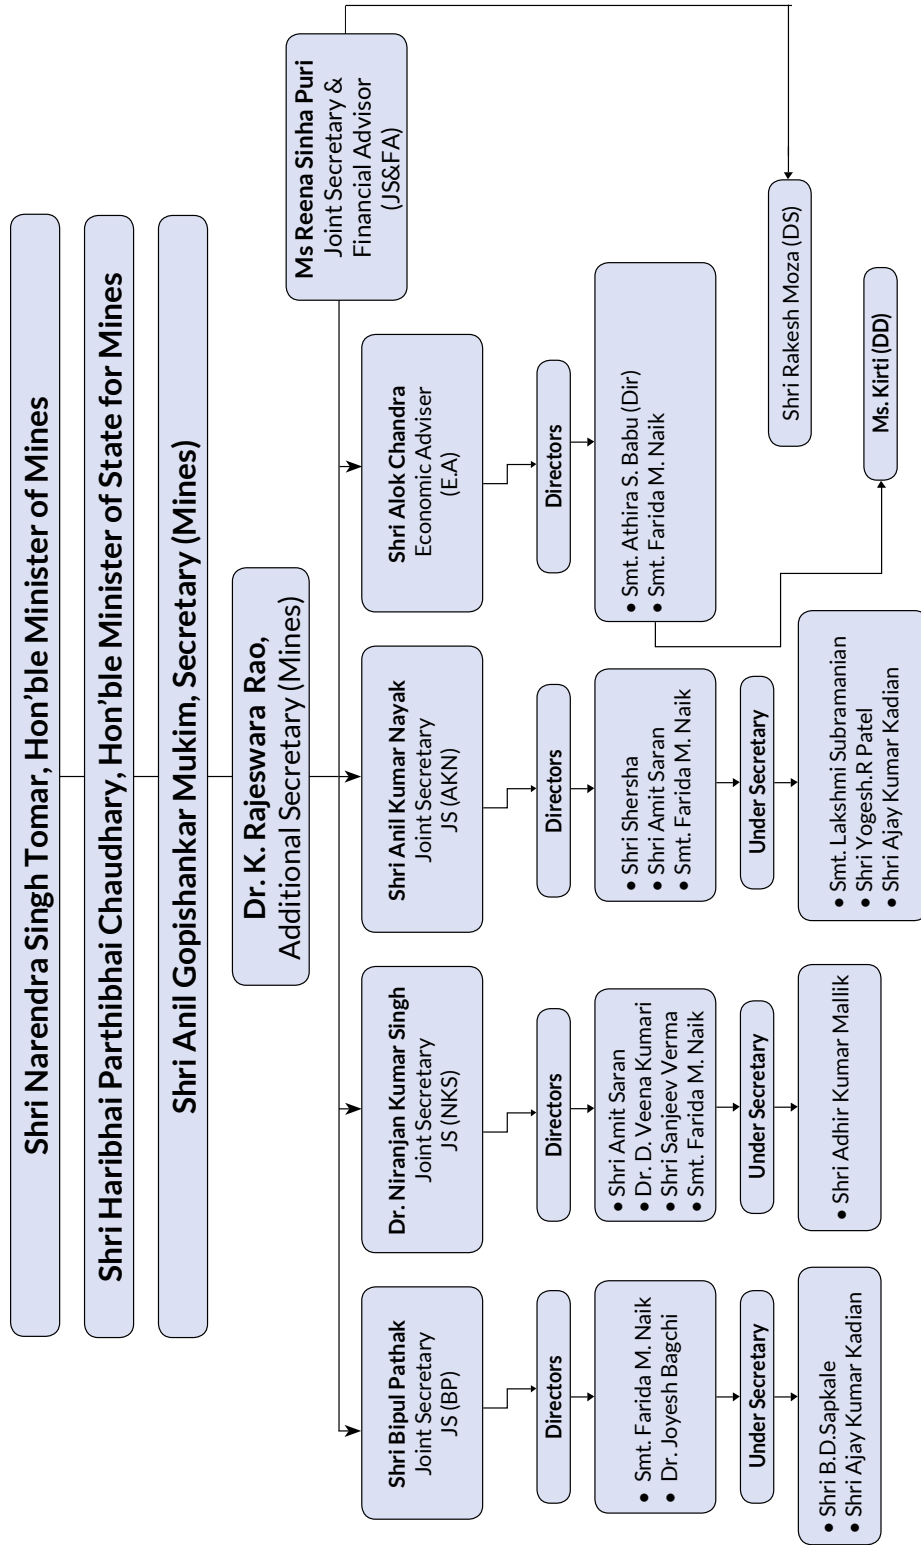 Shri Narendra Singh Tomar, Hon'ble Minister of Mines
Shri Haribhai Parthibhai Chaudhary, Hon'ble Minister of State for Mines
Shri Anil Gopishankar Mukim, Secretary (Mines)
Dr. K. Rajeswara Rao,
Additional Secretary (Mines)
Ms Reena Sinha Puri
Joint Secretary &
Financial Advisor
(JS&FA)
Shri Bipul Pathak
Joint Secretary
JS (BP)
Dr. Niranjan Kumar Singh
Joint Secretary
JS (NKS)
Shri Anil Kumar Nayak
Joint Secretary
JS (AKN)
Shri Alok Chandra
Economic Adviser
(E.A)
Directors
Directors
Directors
Directors
• Smt. Farida M. Naik
• Dr. Joyesh Bagchi
• Shri Amit Saran
• Dr. D. Veena Kumari
• Shri Sanjeev Verma
• Smt. Farida M. Naik
• Shri Shersha
• Shri Amit Saran
• Smt. Farida M. Naik
• Smt. Athira S. Babu (Dir)
• Smt. Farida M. Naik
Under Secretary
Under Secretary
Under Secretary
Shri Rakesh Moza (DS)
• Shri B.D.Sapkale
• Shri Ajay Kumar Kadian
• Shri Adhir Kumar Mallik
• Smt. Lakshmi Subramanian
• Shri Yogesh.R Patel
• Shri Ajay Kumar Kadian
Ms. Kirti (DD)